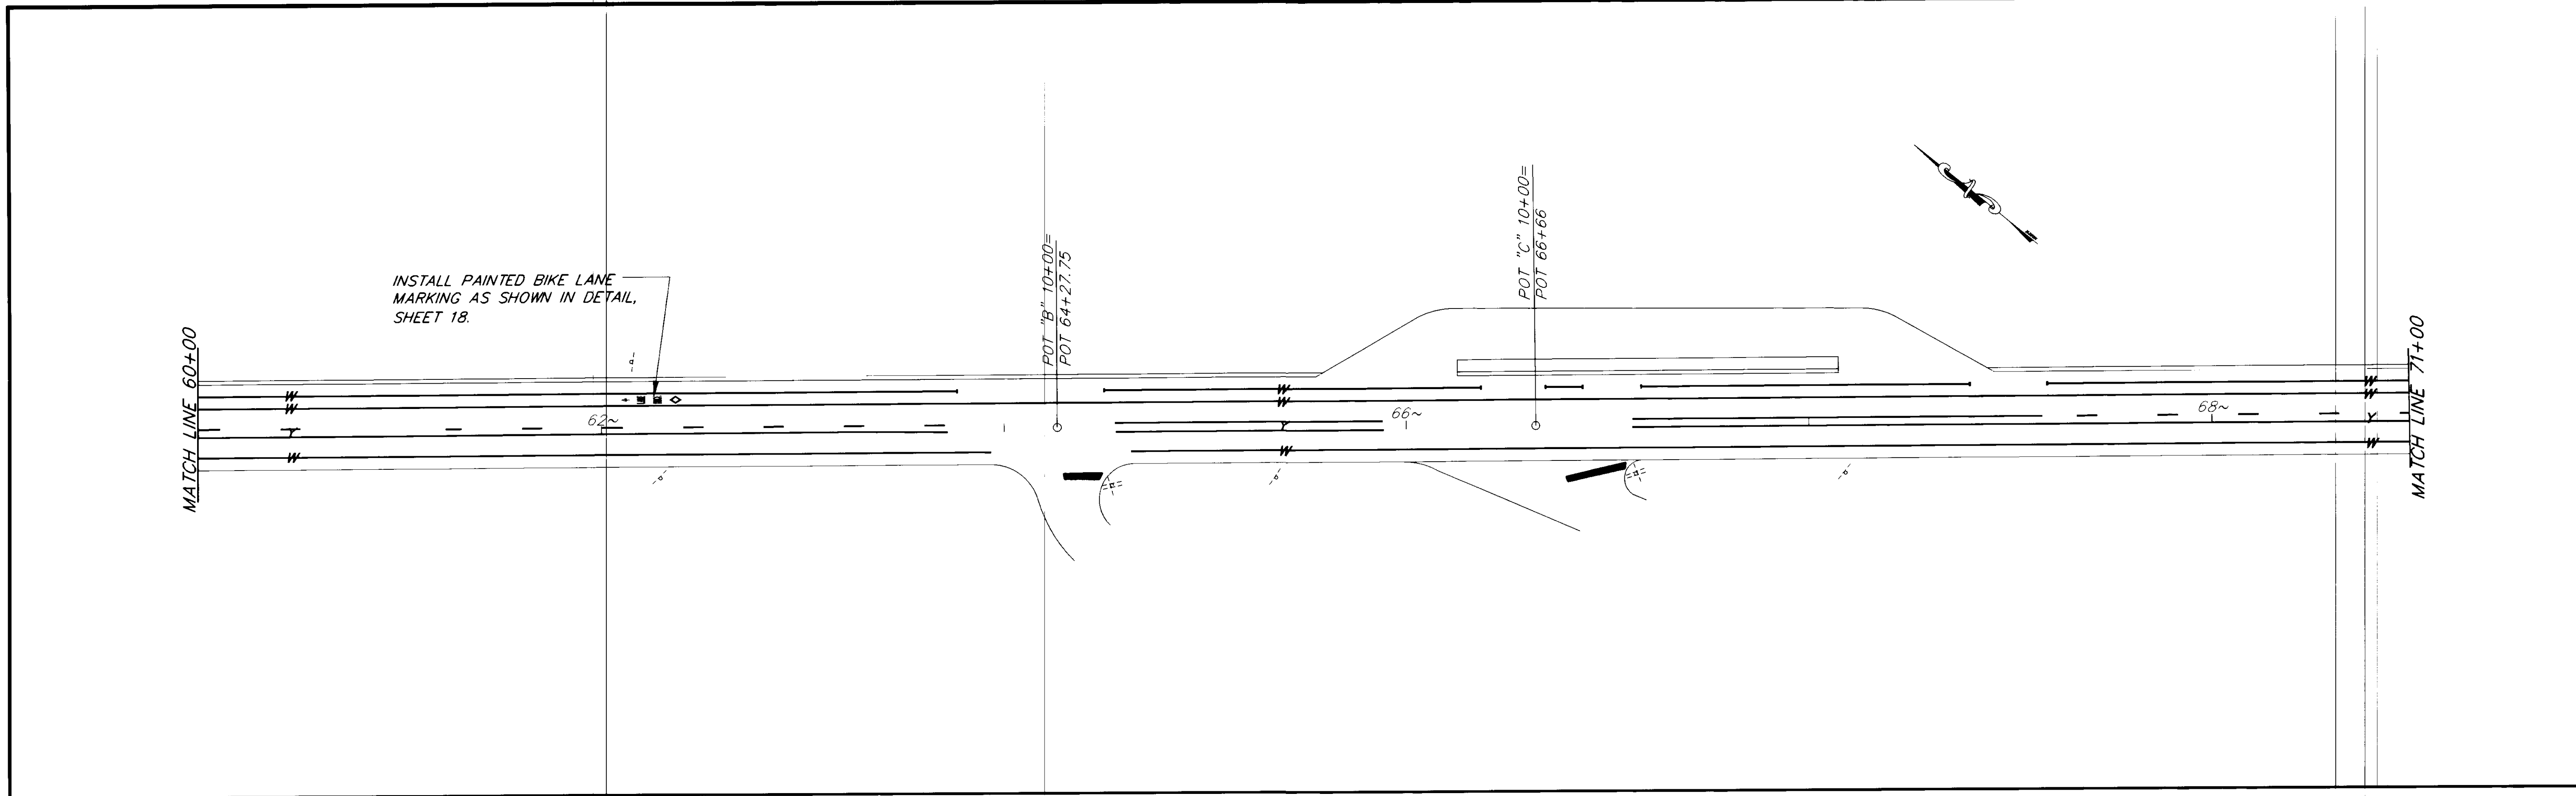 INSTALL PAINTED BIKE LANE
MARKING AS SHOWN IN DETAIL,
SHEET 18.
MATCH LINE 60+00
POT "B" 10+00=
POT 64+27.75
POT "C" 10+00=
POT 66+66
MATCH LINE 71+00
W
W
Y
W
62~
W
W
Y
W
66~
68~
W
W
Y
W